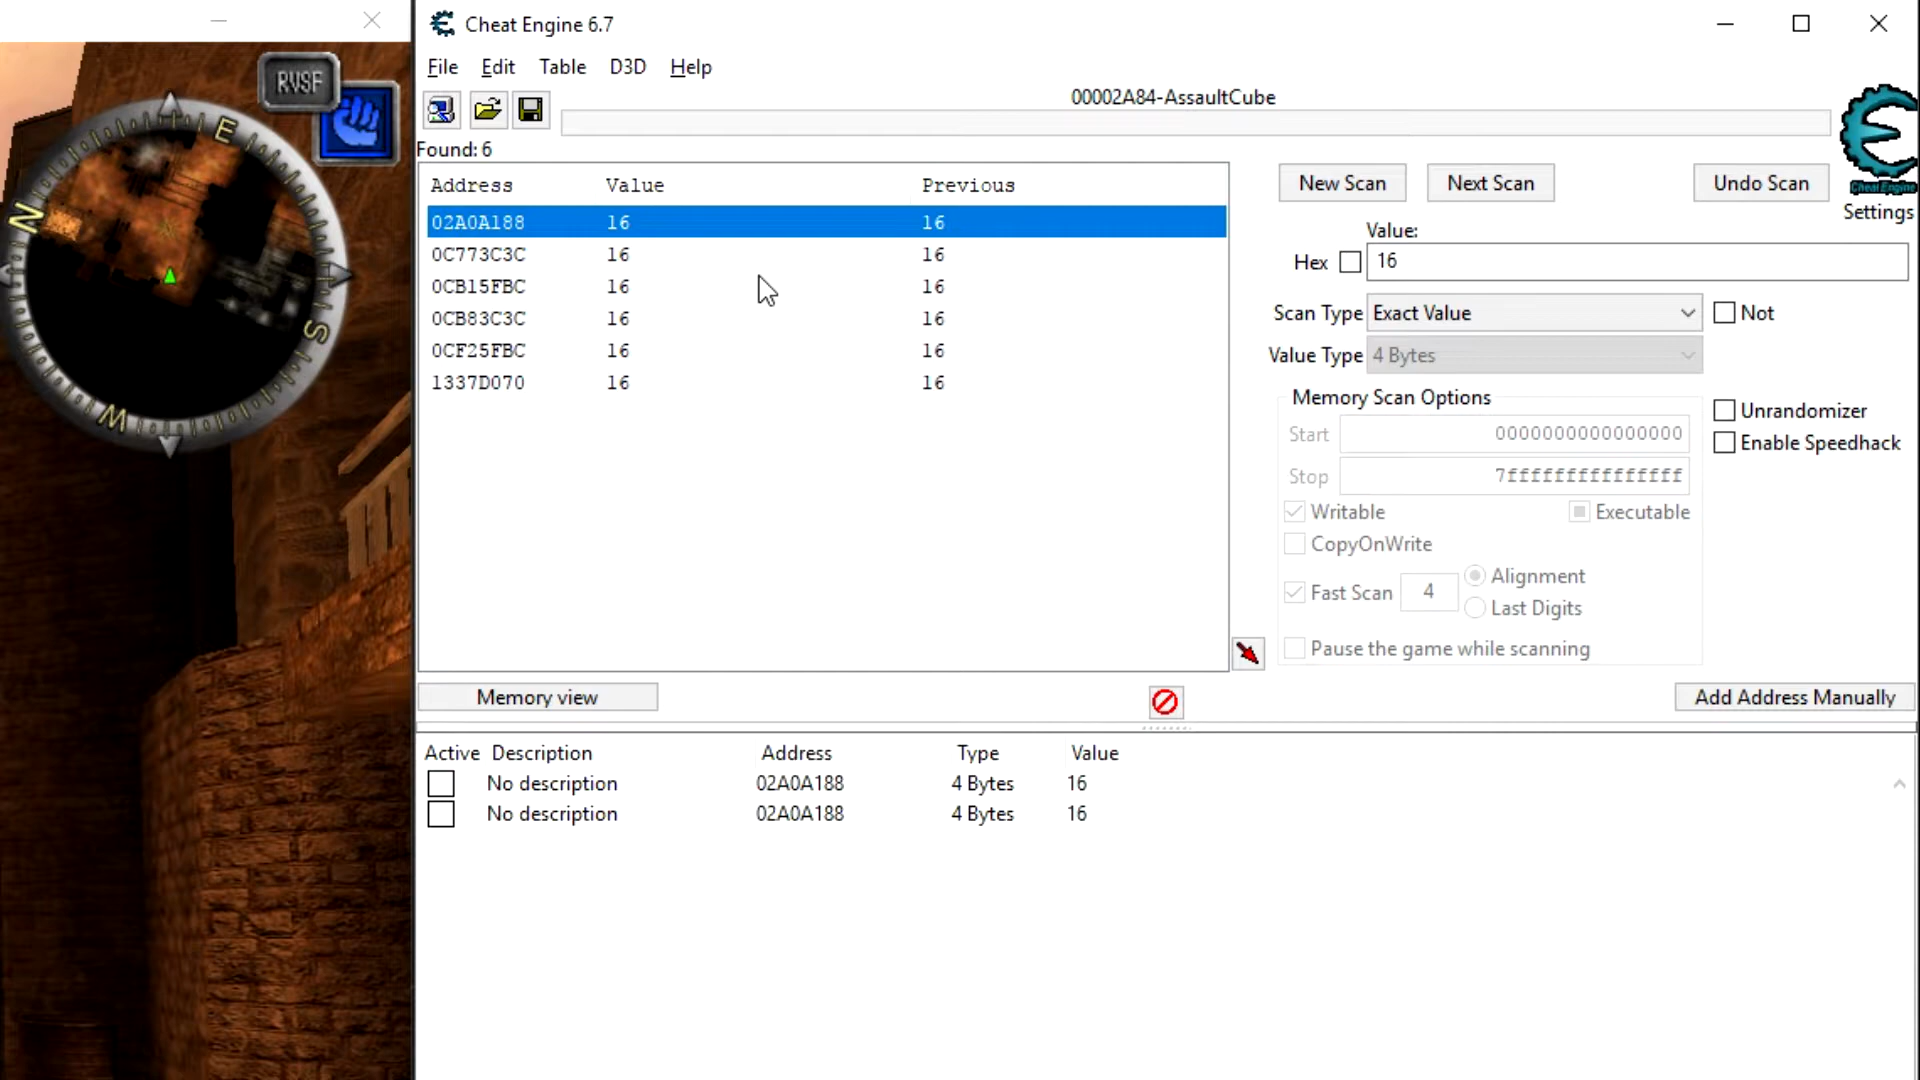 Cheat Engine 6.7
File Edit Table D3D Help
00002A84-AssaultCube
Found: 6
Address Value Previous
02A0A188 16 16
0C773C3C 16 16
0CB15FBC 16 16
0CB83C3C 16 16
0CF25FBC 16 16
1337D070 16 16
New Scan Next Scan Undo Scan
Cheat Engine
Settings
Value:
Hex 16
Scan Type Exact Value Not
Value Type 4 Bytes
Memory Scan Options
Start 0000000000000000
Stop 7fffffffffffffff
Unrandomizer
Enable Speedhack
Writable Executable
CopyOnWrite
Fast Scan 4 Alignment
Last Digits
Pause the game while scanning
Memory view Add Address Manually
Active Description Address Type Value
No description 02A0A188 4 Bytes 16
No description 02A0A188 4 Bytes 16
RVSF
E
N
S
W